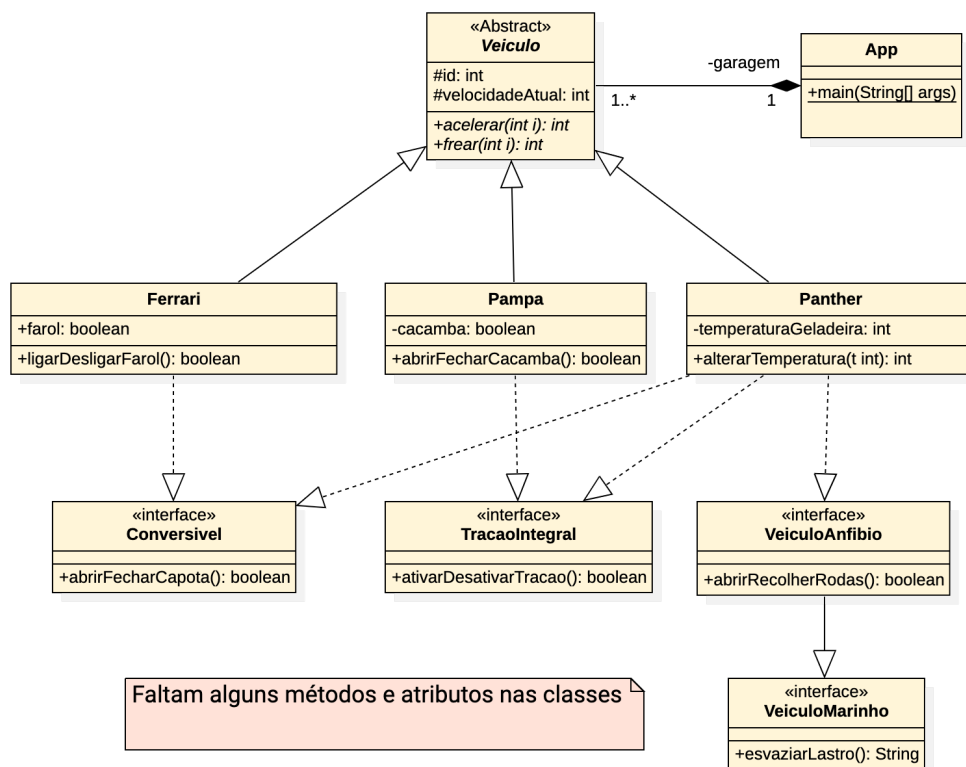 «Abstract»
Veiculo
#id: int
#velocidadeAtual: int
+acelerar(int i): int
+frear(int i): int
-garagem
1..*
1
App
+main(String[] args)
Ferrari
+farol: boolean
+ligarDesligarFarol(): boolean
Pampa
-cacamba: boolean
+abrirFecharCacamba(): boolean
Panther
-temperaturaGeladeira: int
+alterarTemperatura(t int): int
«interface»
Conversivel
+abrirFecharCapota(): boolean
«interface»
TracaoIntegral
+ativarDesativarTracao(): boolean
«interface»
VeiculoAnfibio
+abrirRecolherRodas(): boolean
Faltam alguns métodos e atributos nas classes
«interface»
VeiculoMarinho
+esvaziarLastro(): String